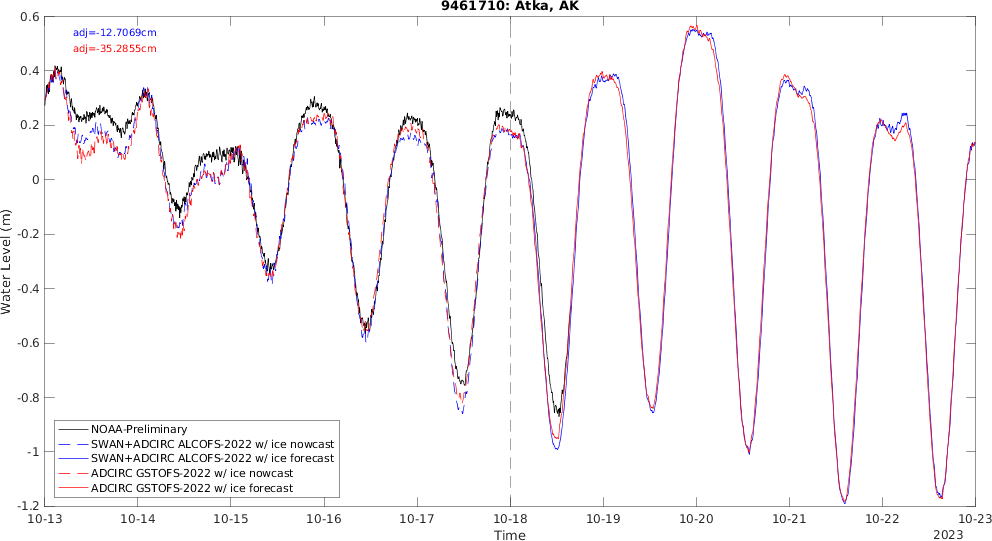 9461710: Atka, AK
adj=-12.7069cm
adj=-35.2855cm
0.6
0.4
0.2
0
-0.2
-0.4
-0.6
-0.8
-1
-1.2
Water Level (m)
NOAA-Preliminary
SWAN+ADCIRC ALCOFS-2022 w/ ice nowcast
SWAN+ADCIRC ALCOFS-2022 w/ ice forecast
ADCIRC GSTOFS-2022 w/ ice nowcast
ADCIRC GSTOFS-2022 w/ ice forecast
10-13 10-14 10-15 10-16 10-17 10-18 10-19 10-20 10-21 10-22 10-23
Time
2023